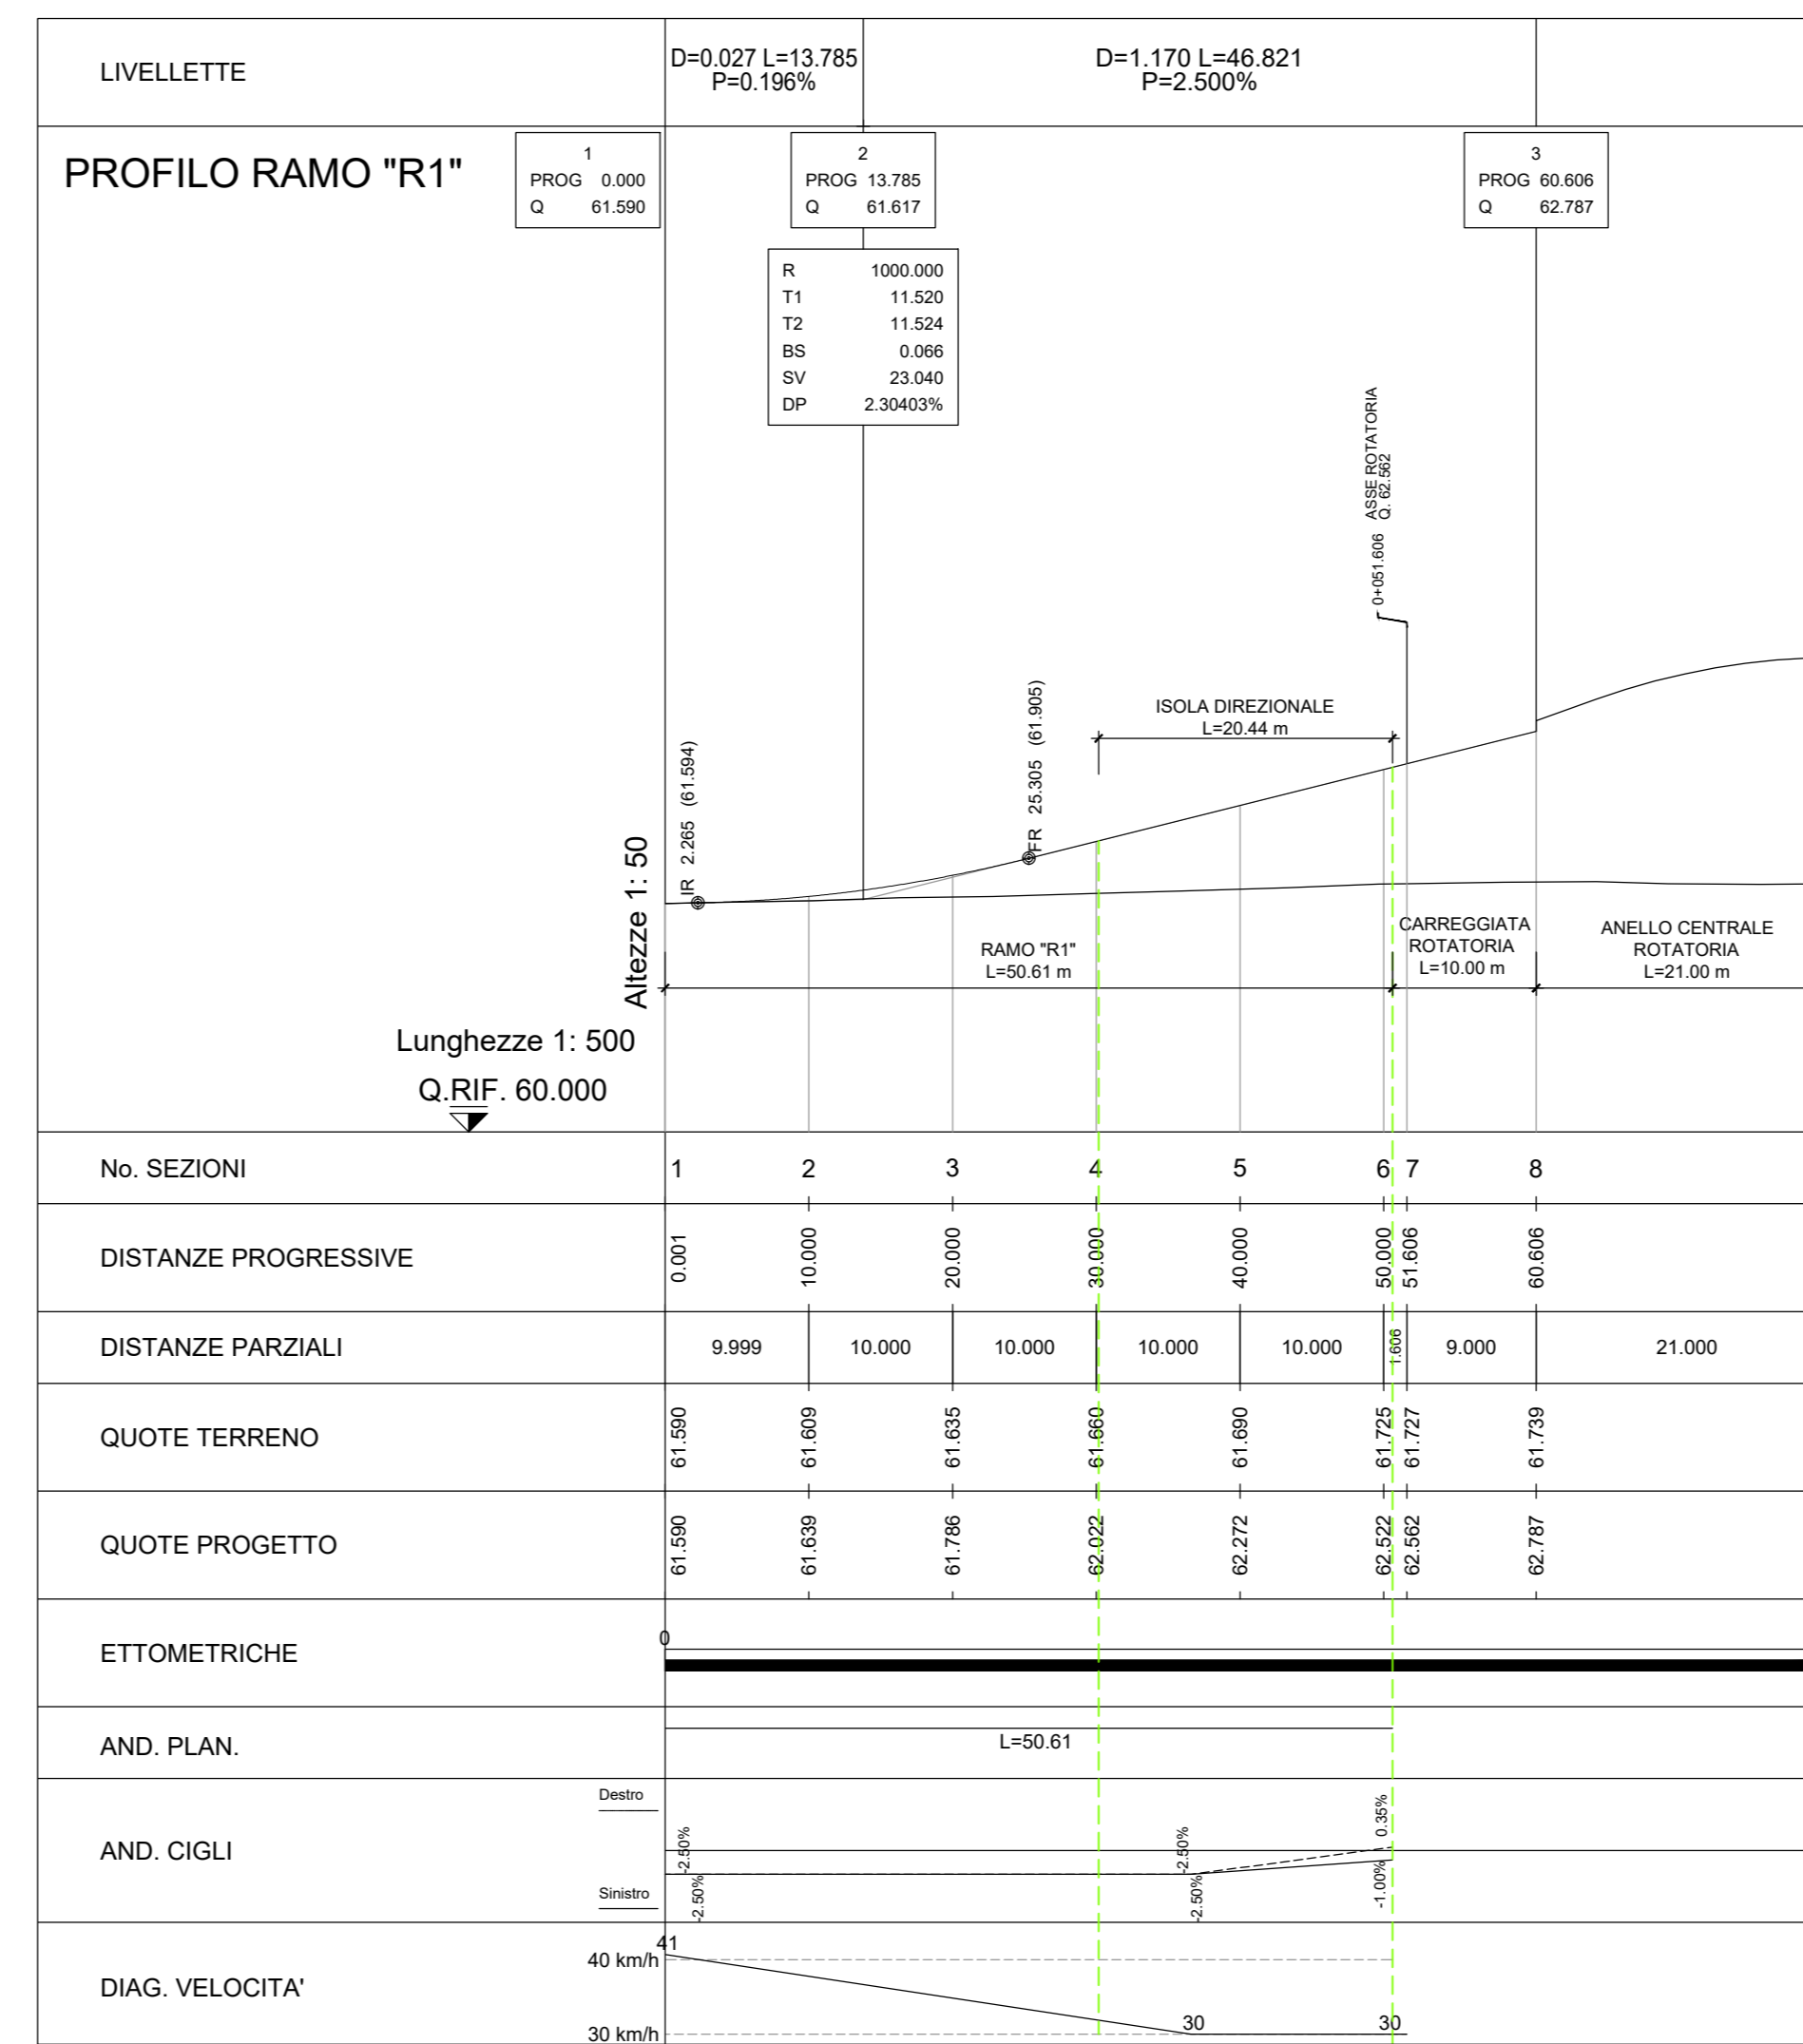 LIVELLETTE
D=0.027 L=13.785
P=0.196%
D=1.170 L=46.821
P=2.500%
PROFILO RAMO "R1"
1
PROG 0.000
Q 61.590
2
PROG 13.785
Q 61.617
3
PROG 60.606
Q 62.787
R 1000.000
T1 11.520
T2 11.524
BS 0.066
SV 23.040
DP 2.30403%
0+051.606 ASSE ROTATORIA
Q. 62.562
ISOLA DIREZIONALE
L=20.44 m
IR 2.265 (61.594)
FR 25.305 (61.905)
Altezze 1: 50
RAMO "R1"
L=50.61 m
CARREGGIATA
ROTATORIA
L=10.00 m
ANELLO CENTRALE
ROTATORIA
L=21.00 m
Lunghezze 1: 500
Q.RIF. 60.000
No. SEZIONI
1 2 3 4 5 6 7 8
DISTANZE PROGRESSIVE
0.001 10.000 20.000 30.000 40.000 50.000 51.606 60.606
DISTANZE PARZIALI
9.999 10.000 10.000 10.000 10.000 1.606 9.000 21.000
QUOTE TERRENO
61.590 61.609 61.635 61.660 61.690 61.725 61.727 61.739
QUOTE PROGETTO
61.590 61.639 61.786 62.022 62.272 62.522 62.562 62.787
ETTOMETRICHE
0
AND. PLAN.
L=50.61
AND. CIGLI
Destro
-2.50% -2.50% 0.35%
Sinistro
-2.50% -2.50% -1.00%
DIAG. VELOCITA'
41
40 km/h
30 30
30 km/h